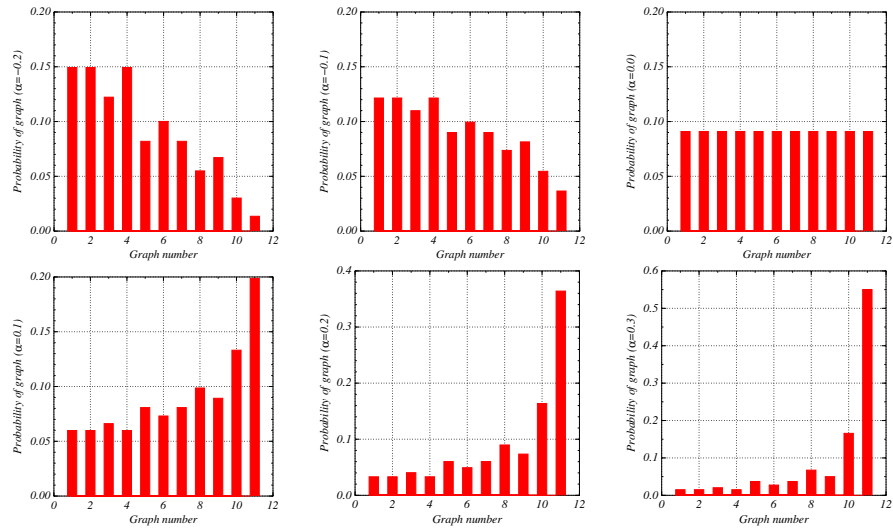 0.20
0.15
0.10
0.05
0.00
0 2 4 6 8 10 12
Graph number
Probability of graph (α=−0.2)
0.20
0.15
0.10
0.05
0.00
0 2 4 6 8 10 12
Graph number
Probability of graph (α=−0.1)
0.20
0.15
0.10
0.05
0.00
0 2 4 6 8 10 12
Graph number
Probability of graph (α=0.0)
0.20
0.15
0.10
0.05
0.00
0 2 4 6 8 10 12
Graph number
Probability of graph (α=0.1)
0.4
0.3
0.2
0.1
0.0
0 2 4 6 8 10 12
Graph number
Probability of graph (α=0.2)
0.6
0.5
0.4
0.3
0.2
0.1
0.0
0 2 4 6 8 10 12
Graph number
Probability of graph (α=0.3)